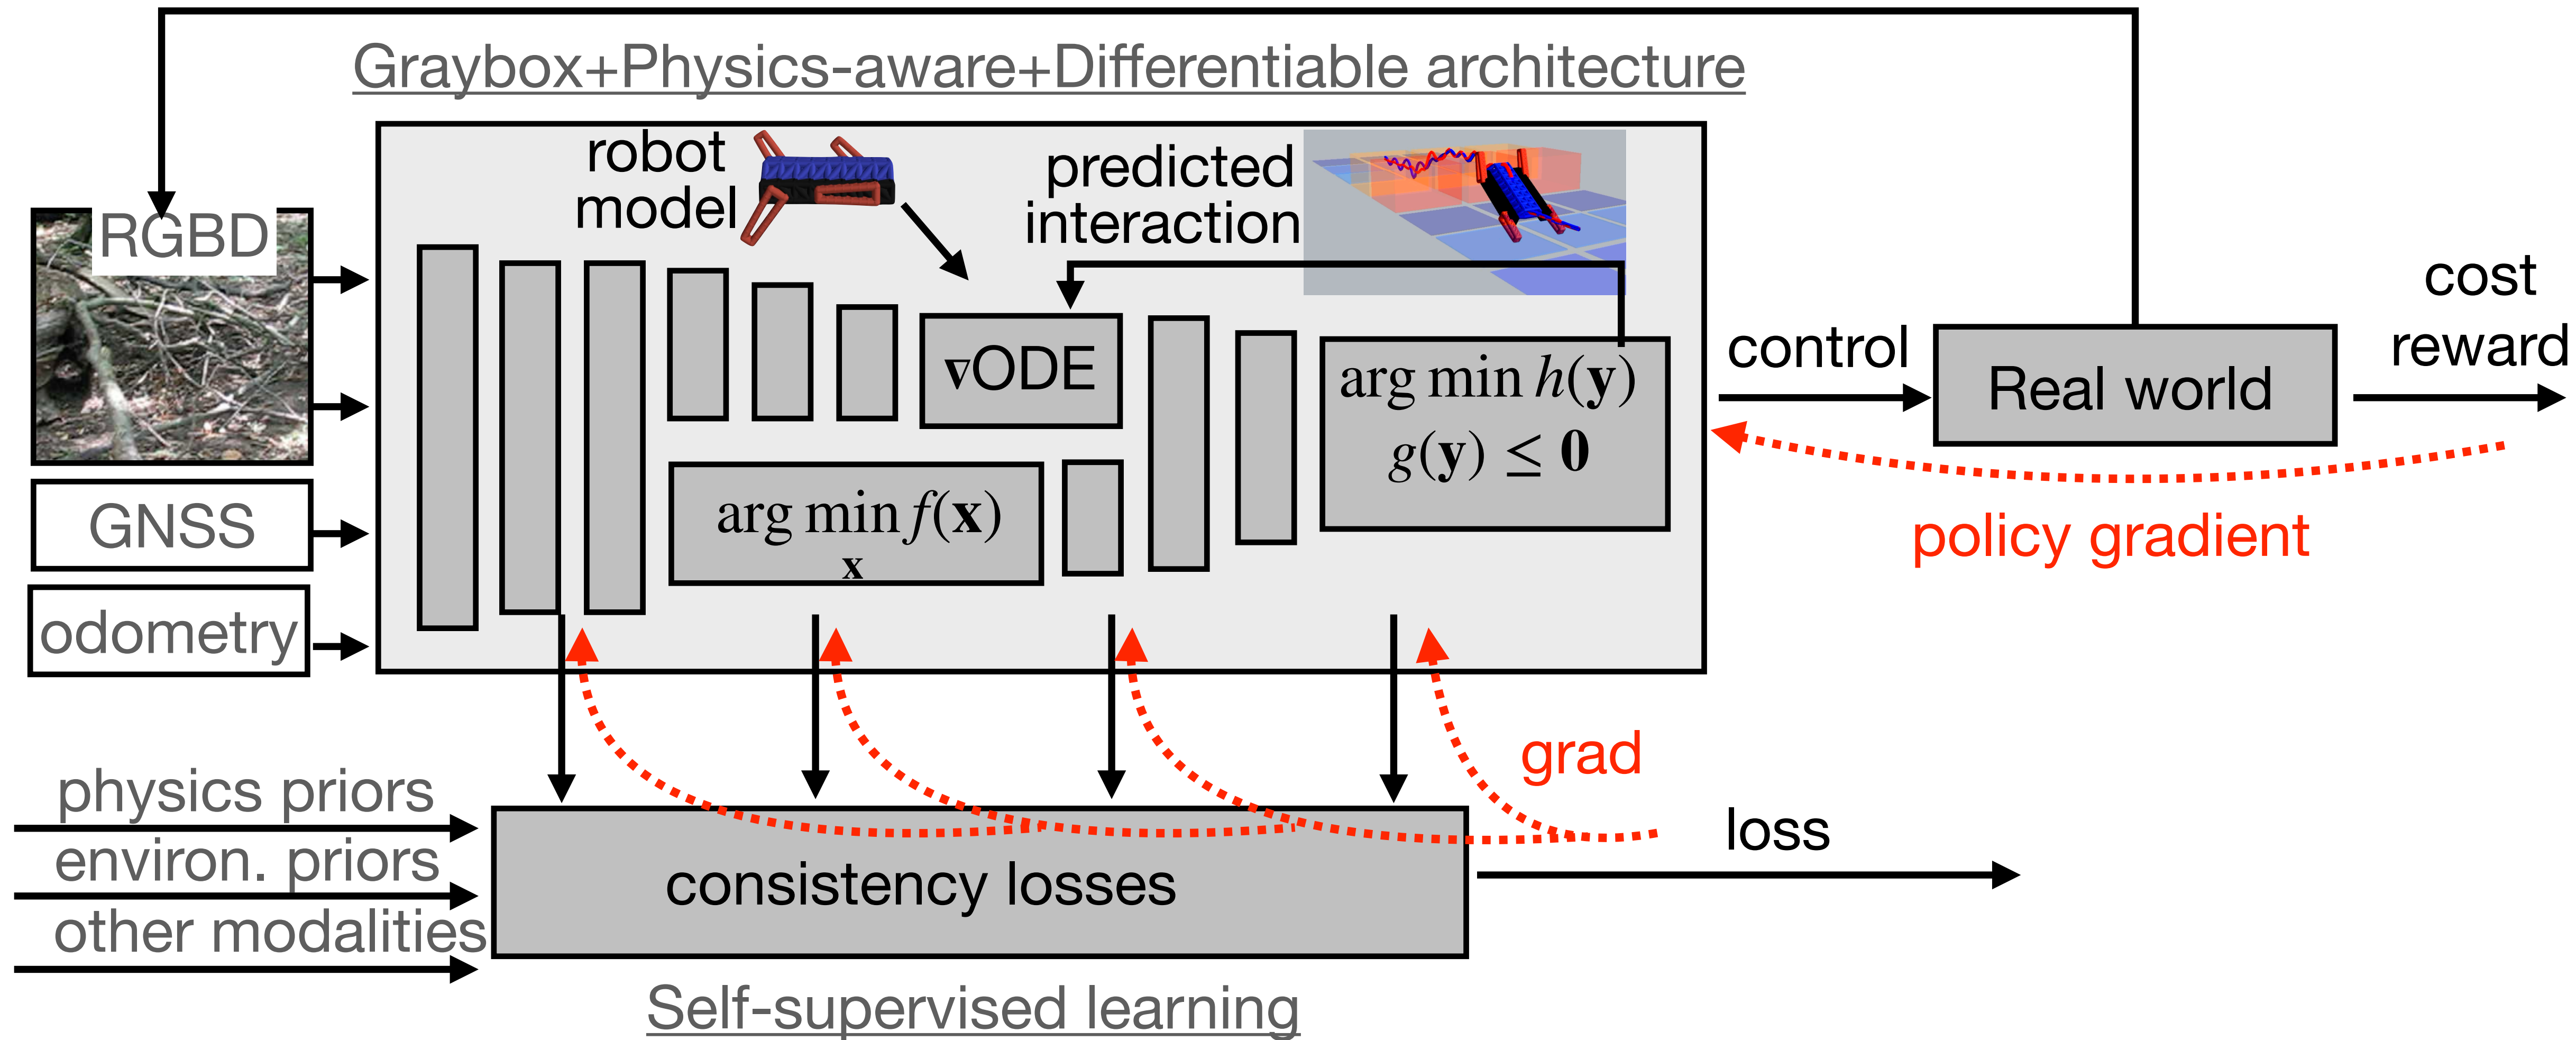 Graybox+Physics-aware+Differentiable architecture
robot
model
predicted
interaction
RGBD
GNSS
odometry
∇ODE
arg min f(x)
x
arg min h(y)
g(y) ≤ 0
control
Real world
cost
reward
policy gradient
grad
physics priors
environ. priors
other modalities
consistency losses
loss
Self-supervised learning